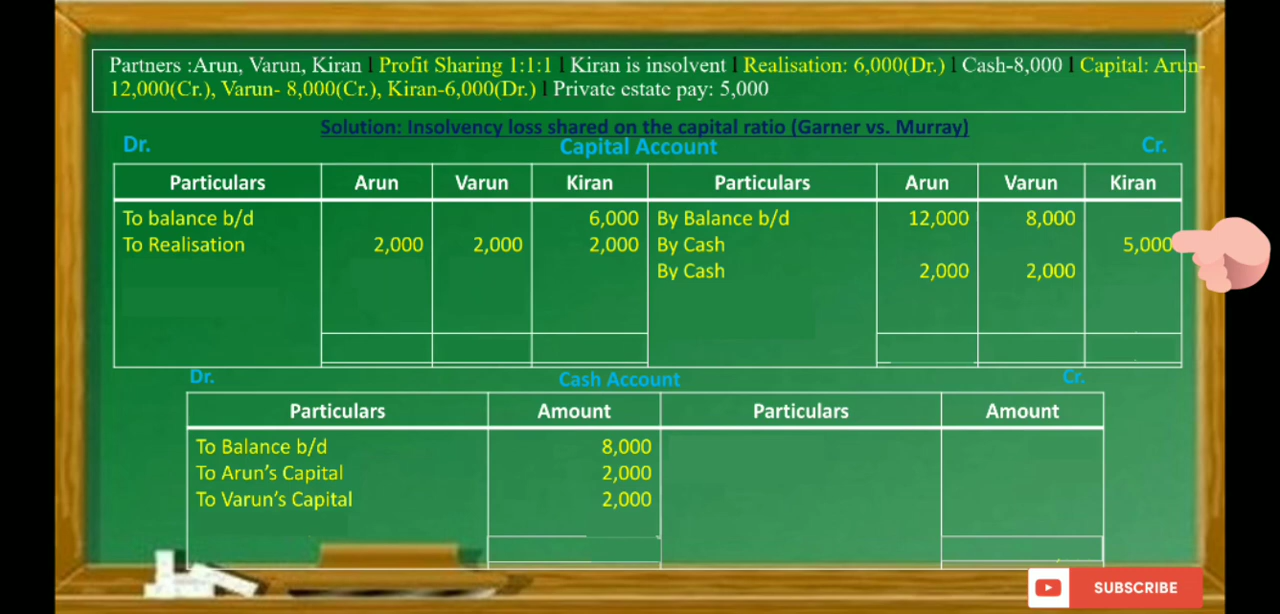 Partners :Arun, Varun, Kiran | Profit Sharing 1:1:1 | Kiran is insolvent | Realisation: 6,000(Dr.) | Cash-8,000 | Capital: Arun-
12,000(Cr.), Varun- 8,000(Cr.), Kiran-6,000(Dr.) | Private estate pay: 5,000
Solution: Insolvency loss shared on the capital ratio (Garner vs. Murray)
Dr. Capital Account Cr.
Particulars Arun Varun Kiran Particulars Arun Varun Kiran
To balance b/d 6,000 By Balance b/d 12,000 8,000
To Realisation 2,000 2,000 2,000 By Cash 5,000
By Cash 2,000 2,000
Dr. Cash Account Cr.
Particulars Amount Particulars Amount
To Balance b/d 8,000
To Arun's Capital 2,000
To Varun's Capital 2,000
SUBSCRIBE